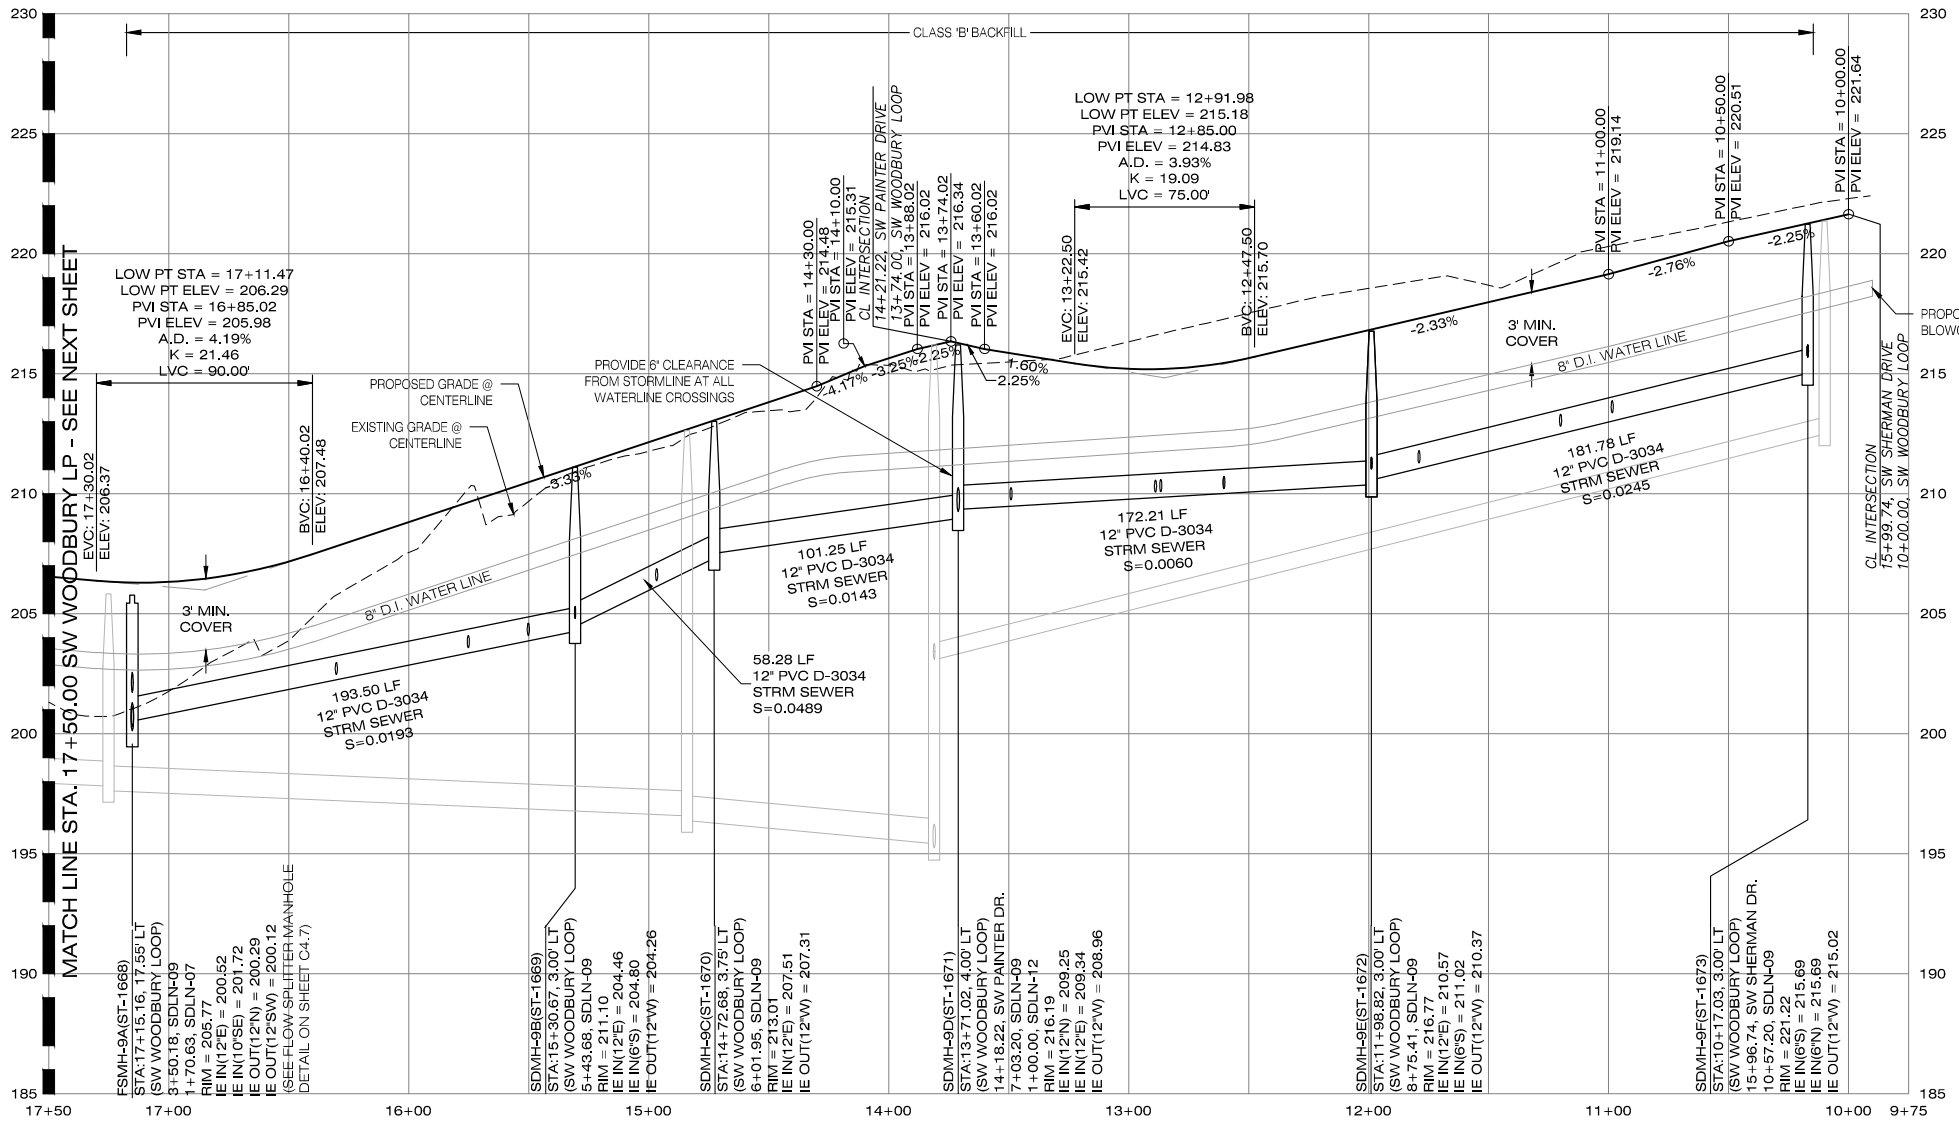 230
225
220
215
210
205
200
195
190
185
230
225
220
215
210
205
200
195
190
185
CLASS 'B' BACKFILL
MATCH LINE STA. 17+50.00 SW WOODBURY LP - SEE NEXT SHEET
LOW PT STA = 17+11.47
LOW PT ELEV = 206.29
PVI STA = 16+85.02
PVI ELEV = 205.98
A.D. = 4.19%
K = 21.46
LVC = 90.00'
EVC: 17+30.02
ELEV: 206.37
BVC: 16+40.02
ELEV: 207.48
3' MIN.
COVER
PROPOSED GRADE @
CENTERLINE
EXISTING GRADE @
CENTERLINE
-3.33%
8" D.I. WATER LINE
193.50 LF
12" PVC D-3034
STRM SEWER
S=0.0193
PROVIDE 6" CLEARANCE
FROM STORMLINE AT ALL
WATERLINE CROSSINGS
58.28 LF
12" PVC D-3034
STRM SEWER
S=0.0489
PVI STA = 14+30.00
PVI ELEV = 214.48
PVI STA = 14+10.00
PVI ELEV = 215.31
CL INTERSECTION
14+21.22, SW PAINTER DRIVE
13+74.00, SW WOODBURY LOOP
PVI STA = 13+88.02
PVI ELEV = 216.02
PVI STA = 13+74.02
PVI ELEV = 216.34
PVI STA = 13+60.02
PVI ELEV = 216.02
-4.17%
-3.25%
-2.25%
-2.25%
1.60%
101.25 LF
12" PVC D-3034
STRM SEWER
S=0.0143
LOW PT STA = 12+91.98
LOW PT ELEV = 215.18
PVI STA = 12+85.00
PVI ELEV = 214.83
A.D. = 3.93%
K = 19.09
LVC = 75.00'
EVC: 13+22.50
ELEV: 215.42
BVC: 12+47.50
ELEV: 215.70
172.21 LF
12" PVC D-3034
STRM SEWER
S=0.0060
-2.33%
3' MIN.
COVER
8" D.I. WATER LINE
PVI STA = 11+00.00
PVI ELEV = 219.14
-2.76%
PVI STA = 10+50.00
PVI ELEV = 220.51
-2.25%
PVI STA = 10+00.00
PVI ELEV = 221.64
181.78 LF
12" PVC D-3034
STRM SEWER
S=0.0245
PROPO
BLOWO
CL INTERSECTION
15+99.74, SW SHERMAN DRIVE
10+00.00, SW WOODBURY LOOP
FSMH-9A(ST-1668)
STA:17+15.16, 17.55' LT
(SW WOODBURY LOOP)
3+50.18, SDLN-09
1+70.63, SDLN-07
RIM = 205.77
IE IN(12"E) = 200.52
IE IN(10"SE) = 201.72
IE OUT(12"N) = 200.29
IE OUT(12"SW) = 200.12
(SEE FLOW SPLITTER MANHOLE
DETAIL ON SHEET C4.7)
SDMH-9B(ST-1669)
STA:15+30.67, 3.00' LT
(SW WOODBURY LOOP)
5+43.68, SDLN-09
RIM = 211.10
IE IN(12"E) = 204.46
IE IN(6"S) = 204.80
IE OUT(12"W) = 204.26
SDMH-9C(ST-1670)
STA:14+72.68, 3.75' LT
(SW WOODBURY LOOP)
6+01.95, SDLN-09
RIM = 213.01
IE IN(12"E) = 207.51
IE OUT(12"W) = 207.31
SDMH-9D(ST-1671)
STA:13+71.02, 4.00' LT
(SW WOODBURY LOOP)
14+18.22, SW PAINTER DR.
7+03.20, SDLN-09
1+00.00, SDLN-12
RIM = 216.19
IE IN(12"N) = 209.25
IE IN(12"E) = 209.34
IE OUT(12"W) = 208.96
SDMH-9E(ST-1672)
STA:11+98.82, 3.00' LT
(SW WOODBURY LOOP)
8+75.41, SDLN-09
RIM = 216.77
IE IN(12"E) = 210.57
IE IN(6"S) = 211.02
IE OUT(12"W) = 210.37
SDMH-9F(ST-1673)
STA:10+17.03, 3.00' LT
(SW WOODBURY LOOP)
15+96.74, SW SHERMAN DR.
10+57.20, SDLN-09
RIM = 221.22
IE IN(6"S) = 215.69
IE IN(6"N) = 215.69
IE OUT(12"W) = 215.02
17+50
17+00
16+00
15+00
14+00
13+00
12+00
11+00
10+00
9+75